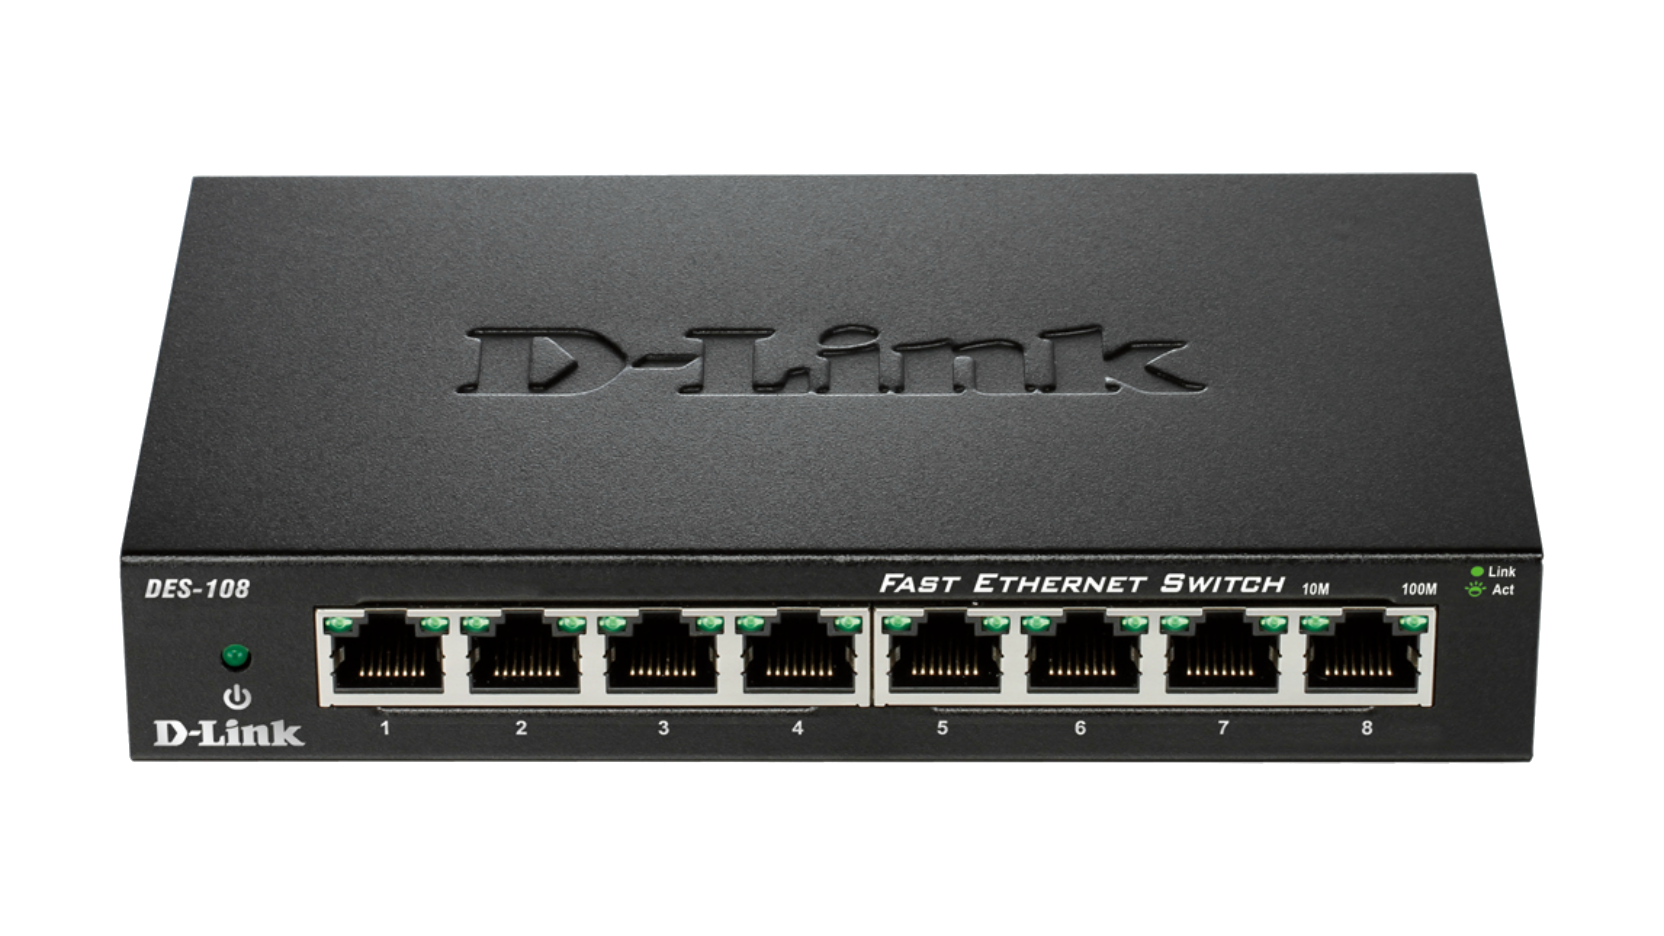 D-Link
DES-108
FAST ETHERNET SWITCH 10M 100M
Link
Act
D-Link
1 2 3 4 5 6 7 8